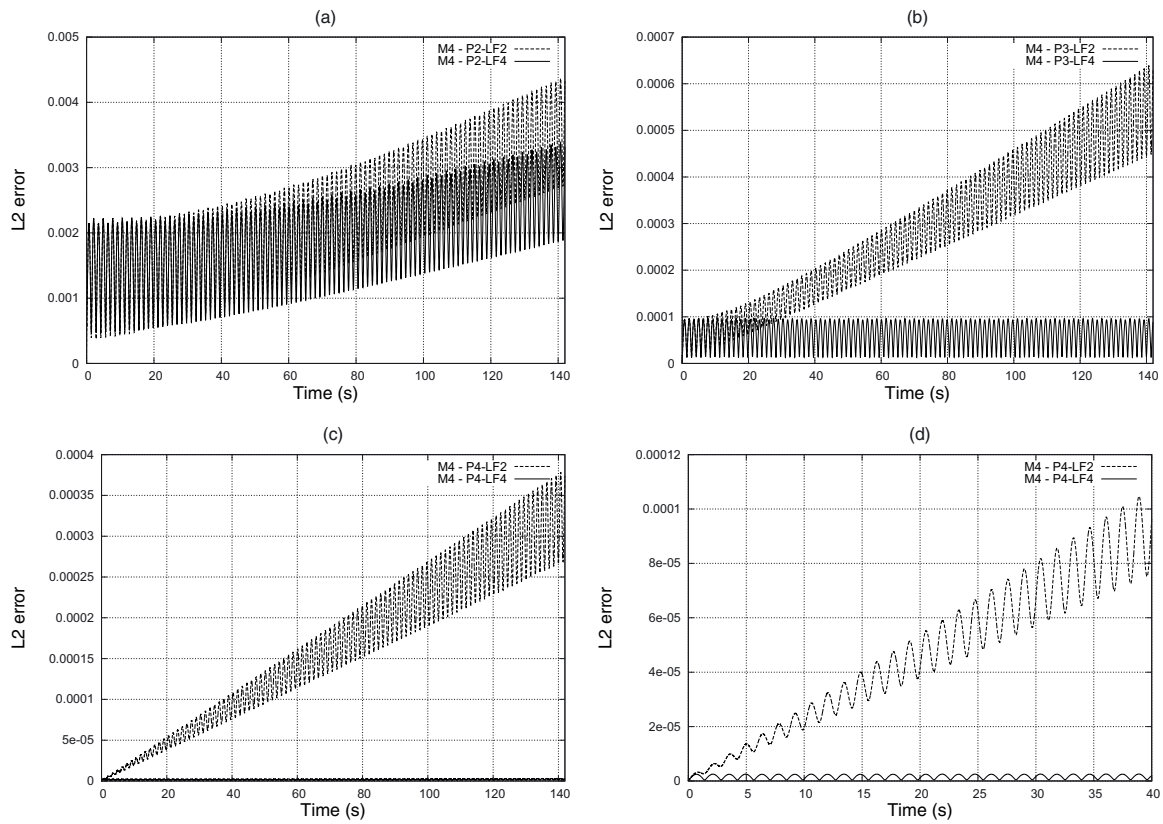 (a)
0.005
0.004
0.003
0.002
0.001
0
0 20 40 60 80 100 120 140
L2 error
Time (s)
M4 - P2-LF2
M4 - P2-LF4
(b)
0.0007
0.0006
0.0005
0.0004
0.0003
0.0002
0.0001
0
0 20 40 60 80 100 120 140
L2 error
Time (s)
M4 - P3-LF2
M4 - P3-LF4
(c)
0.0004
0.00035
0.0003
0.00025
0.0002
0.00015
0.0001
5e-05
0
0 20 40 60 80 100 120 140
L2 error
Time (s)
M4 - P4-LF2
M4 - P4-LF4
(d)
0.00012
0.0001
8e-05
6e-05
4e-05
2e-05
0
0 5 10 15 20 25 30 35 40
L2 error
Time (s)
M4 - P4-LF2
M4 - P4-LF4